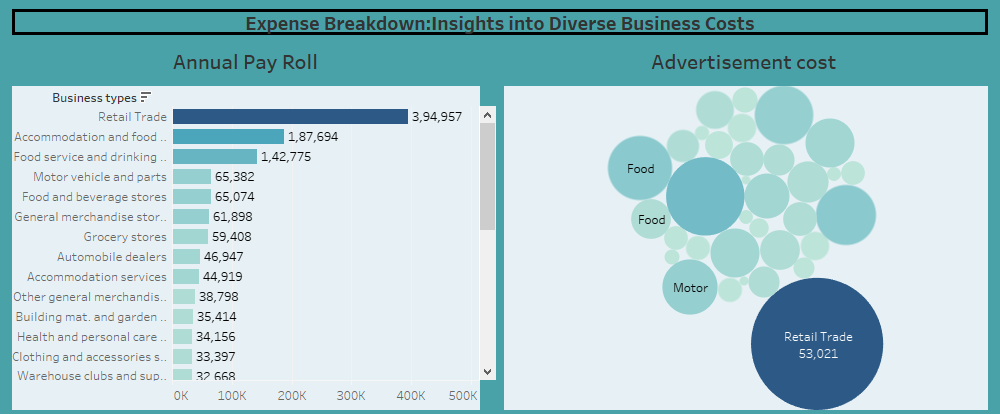 Expense Breakdown:Insights into Diverse Business Costs
Annual Pay Roll
Business types
Retail Trade 3,94,957
Accommodation and food .. 1,87,694
Food service and drinking .. 1,42,775
Motor vehicle and parts 65,382
Food and beverage stores 65,074
General merchandise stor.. 61,898
Grocery stores 59,408
Automobile dealers 46,947
Accommodation services 44,919
Other general merchandis.. 38,798
Building mat. and garden .. 35,414
Health and personal care .. 34,156
Clothing and accessories s.. 33,397
Warehouse clubs and sup.. 32,668
0K 100K 200K 300K 400K 500K
Advertisement cost
Food
Food
Motor
Retail Trade
53,021